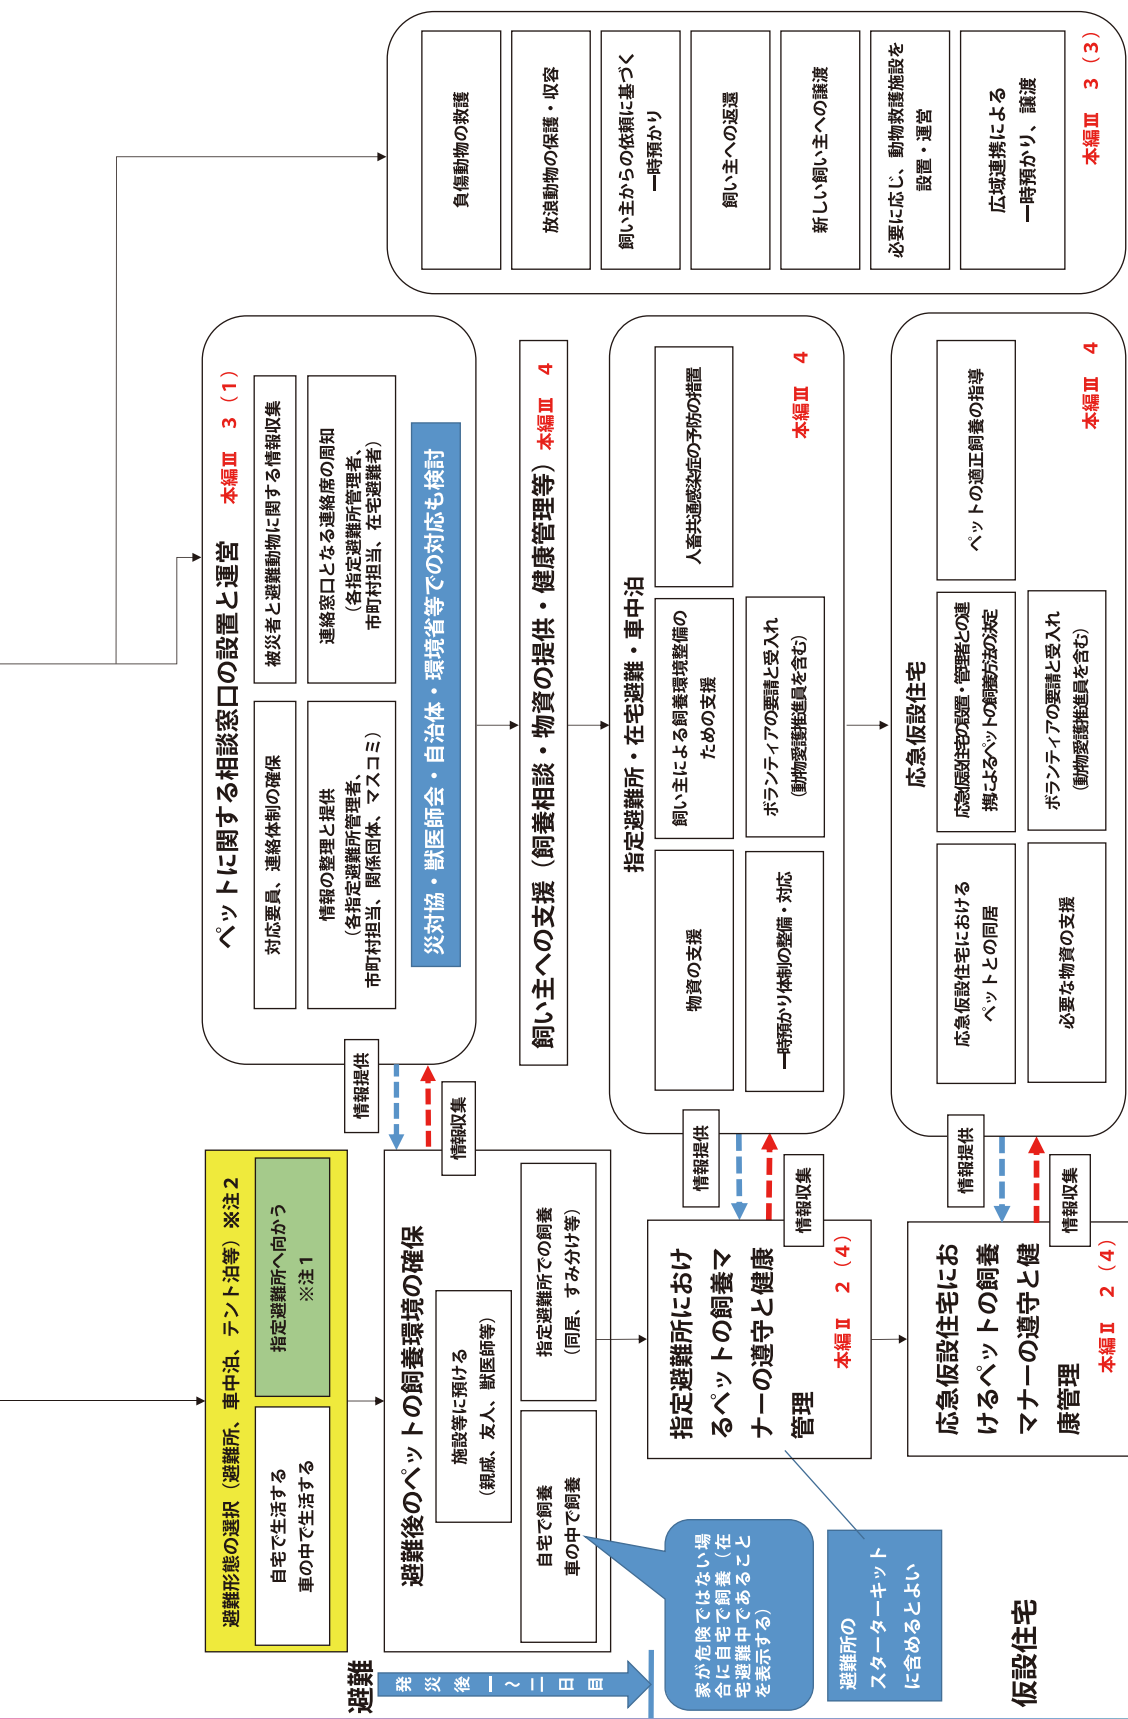 避難
発災後一～二日目
仮設住宅
避難形態の選択（避難所、車中泊、テント泊等）※注２
自宅で生活する
車の中で生活する
指定避難所へ向かう
※注１
避難後のペットの飼養環境の確保
施設等に預ける
（親戚、友人、獣医師等）
自宅で飼養
車の中で飼養
指定避難所での飼養
（同居、すみ分け等）
家が危険ではない場
合に自宅で飼養（在
宅避難中であること
を表示する）
指定避難所におけ
るペットの飼養マ
ナーの遵守と健康
管理
本編Ⅱ　２（４）
避難所の
スターターキット
に含めるとよい
応急仮設住宅にお
けるペットの飼養
マナーの遵守と健
康管理
本編Ⅱ　２（４）
情報提供
情報収集
情報提供
情報収集
情報提供
情報収集
ペットに関する相談窓口の設置と運営　本編Ⅲ　３（１）
対応要員、連絡体制の確保
被災者と避難動物に関する情報収集
情報の整理と提供
（各指定避難所管理者、
市町村担当、関係団体、マスコミ）
連絡窓口となる連絡席の周知
（各指定避難所管理者、
市町村担当、在宅避難者）
災対協・獣医師会・自治体・環境省等での対応も検討
飼い主への支援（飼養相談・物資の提供・健康管理等）本編Ⅲ　４
指定避難所・在宅避難・車中泊
物資の支援
飼い主による飼養環境整備の
ための支援
人畜共通感染症の予防の措置
一時預かり体制の整備・対応
ボランティアの要請と受入れ
（動物愛護推進員を含む）
本編Ⅲ　４
応急仮設住宅
応急仮設住宅における
ペットとの同居
応急仮設住宅の設置・管理者との連
携によるペットの飼養方法の決定
ペットの適正飼養の指導
必要な物資の支援
ボランティアの要請と受入れ
（動物愛護推進員を含む）
本編Ⅲ　４
負傷動物の救護
放浪動物の保護・収容
飼い主からの依頼に基づく
一時預かり
飼い主への返還
新しい飼い主への譲渡
必要に応じ、動物救護施設を
設置・運営
広域連携による
一時預かり、譲渡
本編Ⅲ　３（３）